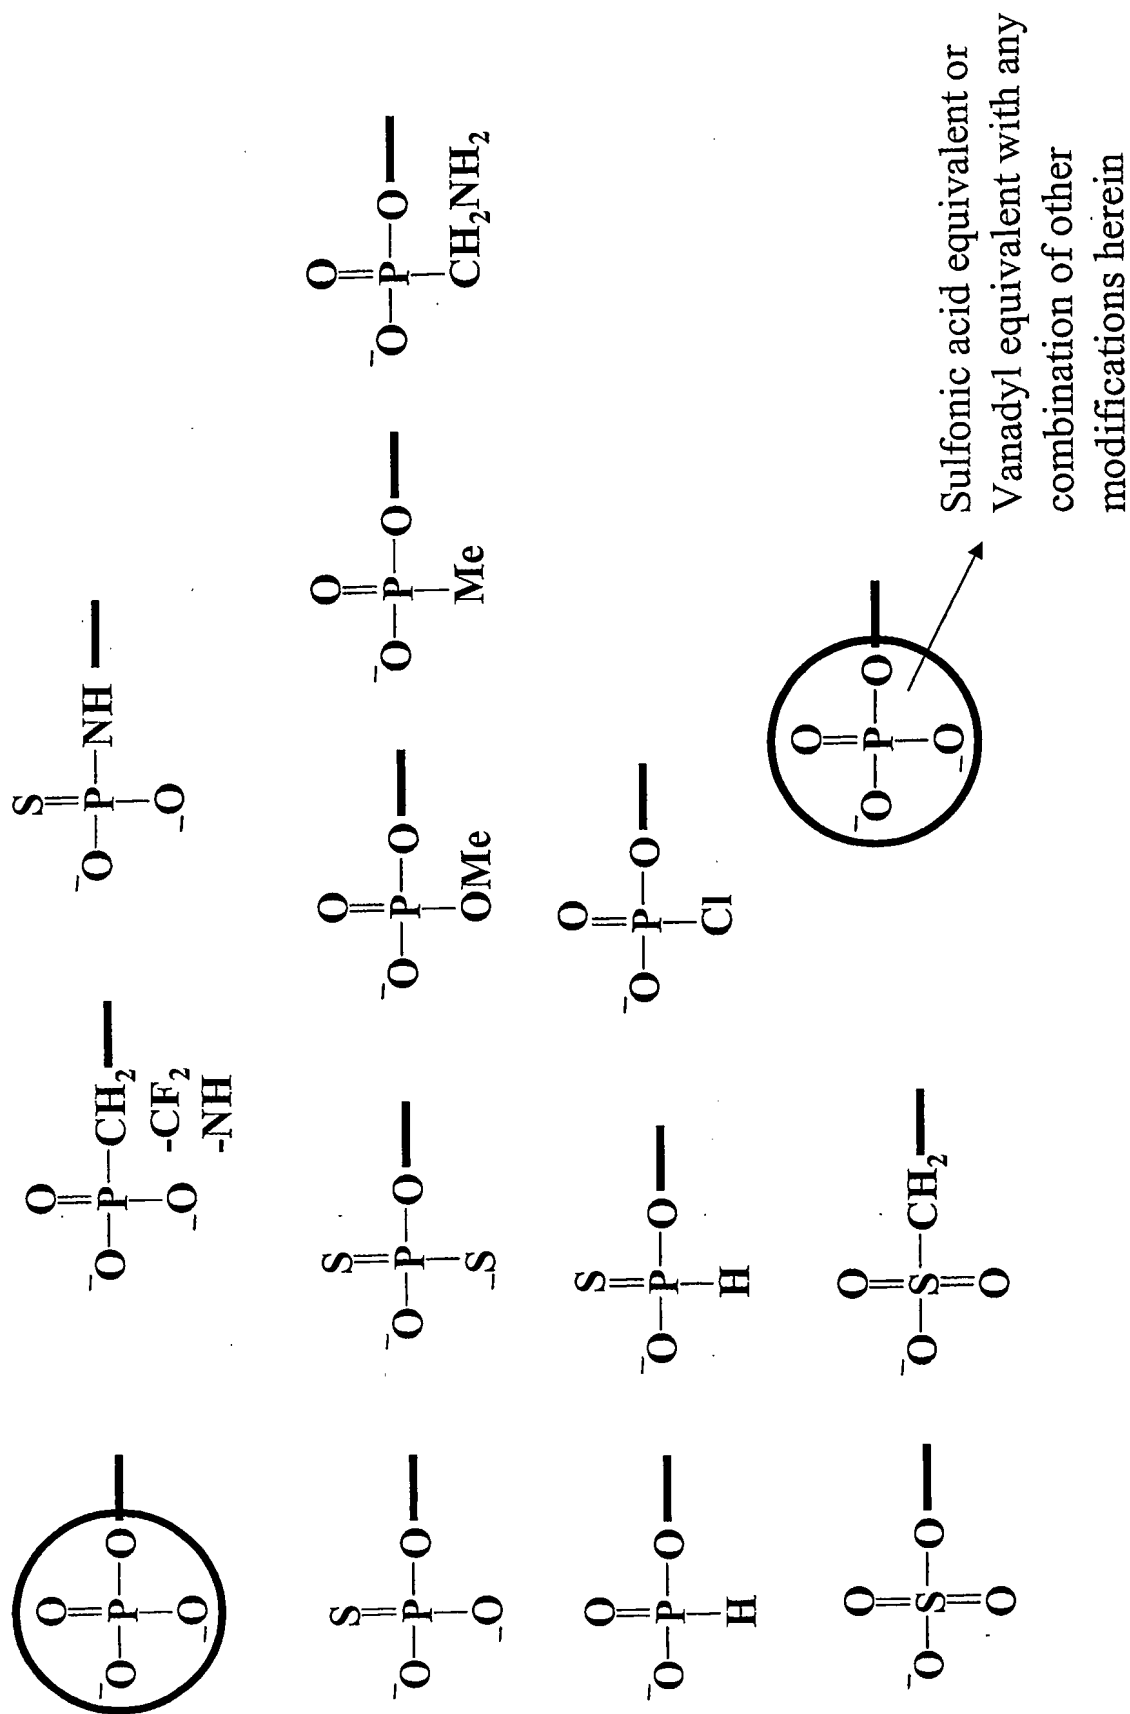 O
⁻O–P–O
O⁻
O
⁻O–P–CH₂
O⁻
-CF₂
-NH
S
⁻O–P–NH
O⁻
S
⁻O–P–O
O⁻
S
⁻O–P–O
S⁻
O
⁻O–P–O
OMe
O
⁻O–P–O
Me
O
⁻O–P–O
CH₂NH₂
O
⁻O–P–O
H
S
⁻O–P–O
H
O
⁻O–P–O
Cl
O
⁻O–S–O
O
O
⁻O–S–CH₂
O
O
⁻O–P–O
O⁻
Sulfonic acid equivalent or
Vanadyl equivalent with any
combination of other
modifications herein